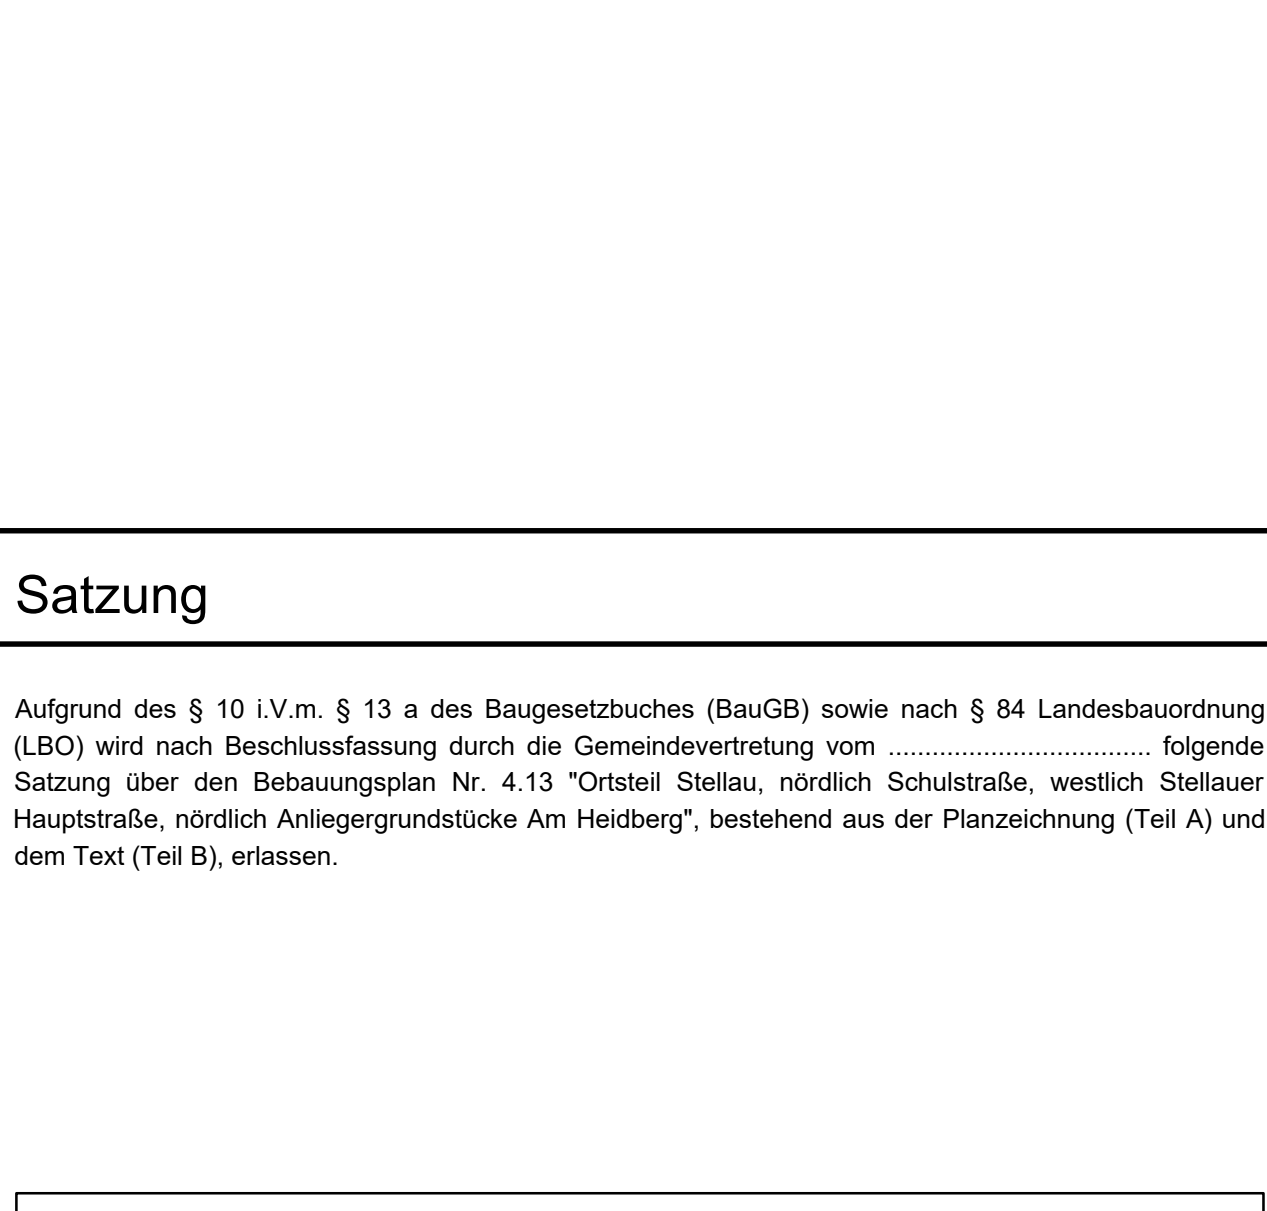 Satzung
Aufgrund des § 10 i.V.m. § 13 a des Baugesetzbuches (BauGB) sowie nach § 84 Landesbauordnung
(LBO) wird nach Beschlussfassung durch die Gemeindevertretung vom .................................... folgende
Satzung über den Bebauungsplan Nr. 4.13 "Ortsteil Stellau, nördlich Schulstraße, westlich Stellauer
Hauptstraße, nördlich Anliegergrundstücke Am Heidberg", bestehend aus der Planzeichnung (Teil A) und
dem Text (Teil B), erlassen.